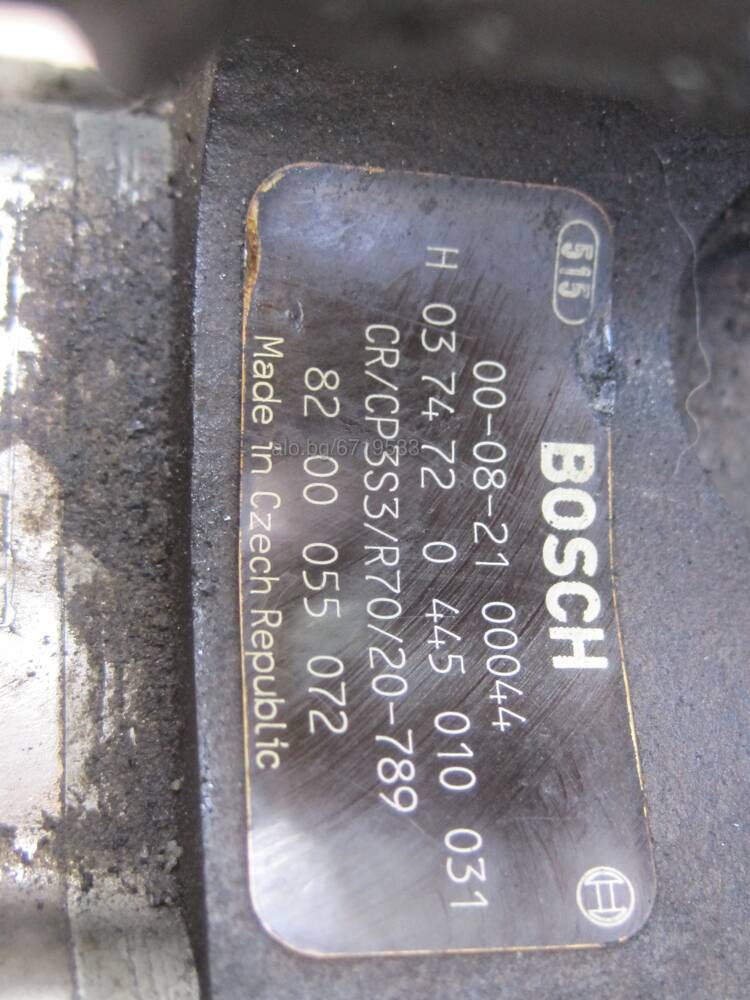 515
BOSCH
00-08-21 00044
H 03 74 72 0 445 010 031
CR/CP3S3/R70/20-789
82 00 055 072
Made in Czech Republic
alo.bg/6719533